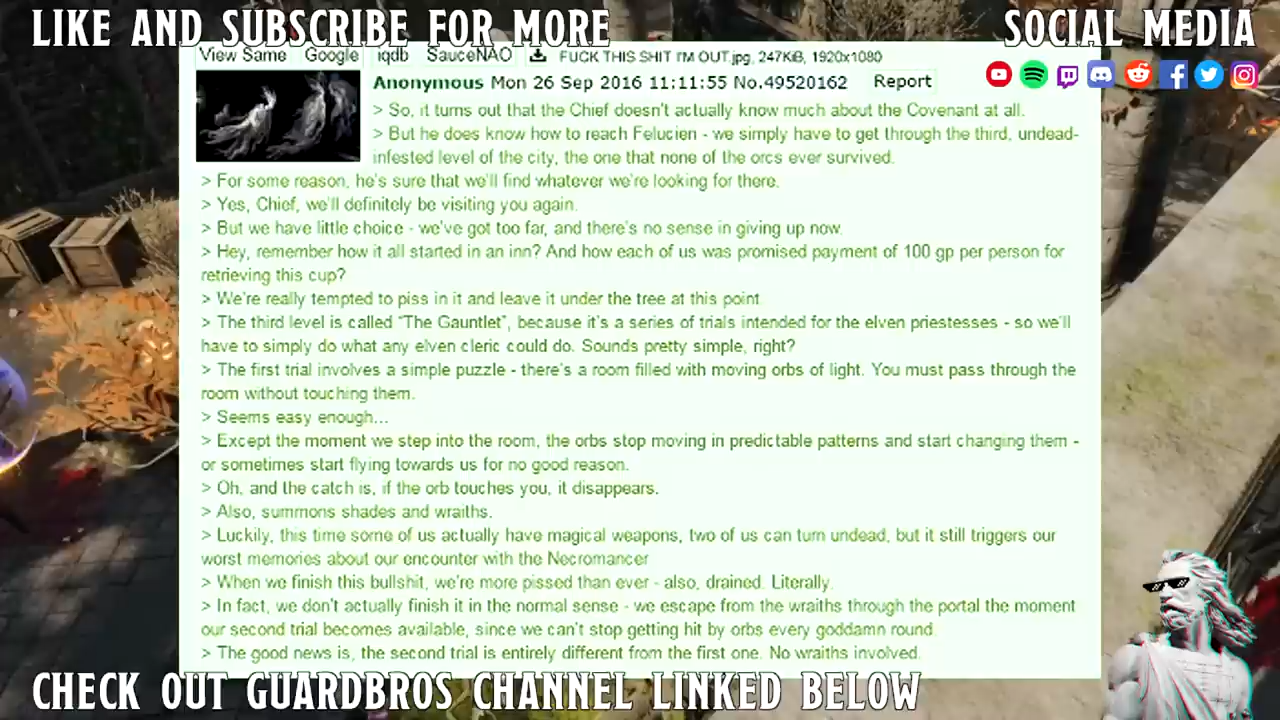 LIKE AND SUBSCRIBE FOR MORE
SOCIAL MEDIA
View Same Google iqdb SauceNAO FUCK THIS SHIT I'M OUT.jpg, 247KiB, 1920x1080
Anonymous Mon 26 Sep 2016 11:11:55 No.49520162 Report
> So, it turns out that the Chief doesn't actually know much about the Covenant at all.
> But he does know how to reach Felucien - we simply have to get through the third, undead-
infested level of the city, the one that none of the orcs ever survived.
> For some reason, he's sure that we'll find whatever we're looking for there.
> Yes, Chief, we'll definitely be visiting you again.
> But we have little choice - we've got too far, and there's no sense in giving up now.
> Hey, remember how it all started in an inn? And how each of us was promised payment of 100 gp per person for
retrieving this cup?
> We're really tempted to piss in it and leave it under the tree at this point.
> The third level is called "The Gauntlet", because it's a series of trials intended for the elven priestesses - so we'll
have to simply do what any elven cleric could do. Sounds pretty simple, right?
> The first trial involves a simple puzzle - there's a room filled with moving orbs of light. You must pass through the
room without touching them.
> Seems easy enough...
> Except the moment we step into the room, the orbs stop moving in predictable patterns and start changing them -
or sometimes start flying towards us for no good reason.
> Oh, and the catch is, if the orb touches you, it disappears.
> Also, summons shades and wraiths.
> Luckily, this time some of us actually have magical weapons, two of us can turn undead, but it still triggers our
worst memories about our encounter with the Necromancer
> When we finish this bullshit, we're more pissed than ever - also, drained. Literally.
> In fact, we don't actually finish it in the normal sense - we escape from the wraiths through the portal the moment
our second trial becomes available, since we can't stop getting hit by orbs every goddamn round.
> The good news is, the second trial is entirely different from the first one. No wraiths involved.
CHECK OUT GUARDBROS CHANNEL LINKED BELOW